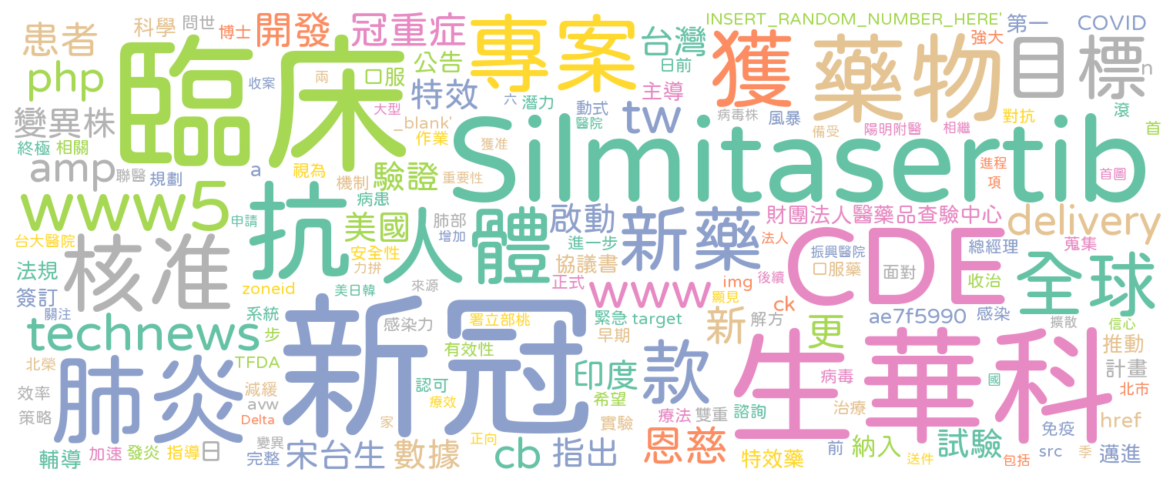 患者
科學
問世
博士
開發
冠重症
專案
台灣
日前
INSERT_RANDOM_NUMBER_HERE'
第一
COVID
強大
php
臨床
收案
兩
口服
公告
特效
大型
獲
藥物
目標
n
變異株
終極
相關
_blank'
作業
六
潛力
動式
醫院
主導
tw
病毒株
風暴
備受
陽明附醫
相繼
對抗
滾
首
amp
聯醫
規劃
a
視為
機制
驗證
重要性
獲准
Silmitasertib
進程
項
首圖
www5
申請
抗
病患
美國
肺部
增加
人體
啟動
進一步
新藥
財團法人醫藥品查驗中心
delivery
台大醫院
核准
安全性
力拼
協議書
法人
振興醫院
口服藥
總經理
蒐集
法規
簽訂
關注
zoneid
美日韓
來源
正式
www
顯見
img
後續
CDE
面對
收治
全球
technews
系統
步
新冠
感染力
署立部桃
緊急
target
早期
新
ck
解方
更
ae7f5990
感染
擴散
信心
北榮
肺炎
TFDA
有效性
印度
款
生華科
推動
效率
策略
減緩
avw
Delta
認可
療效
希望
病毒
國
計畫
北市
家
實驗
療法
雙重
諮詢
治療
免疫
href
輔導
加速
發炎
指導
日
變異
完整
宋台生
數據
正向
cb
指出
恩慈
特效藥
前
納入
送件
試驗
包括
src
季
邁進